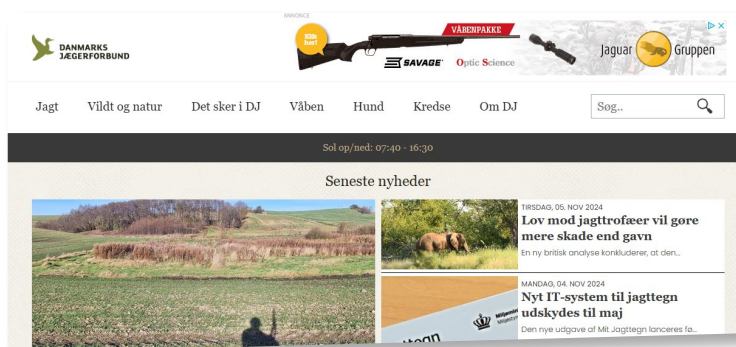 ANNONCE
DANMARKS
JÆGERFORBUND
Klik
her!
VÅBENPAKKE
SAVAGE
Optic Science
Jaguar Gruppen
Jagt Vildt og natur Det sker i DJ Våben Hund Kredse Om DJ Søg..
Sol op/ned: 07:40 - 16:30
Seneste nyheder
TIRSDAG, 05. NOV 2024
Lov mod jagttrofæer vil gøre
mere skade end gavn
En ny britisk analyse konkluderer, at den…
MANDAG, 04. NOV 2024
Nyt IT-system til jagttegn
udskydes til maj
Den nye udgave af Mit Jagttegn lanceres fø…